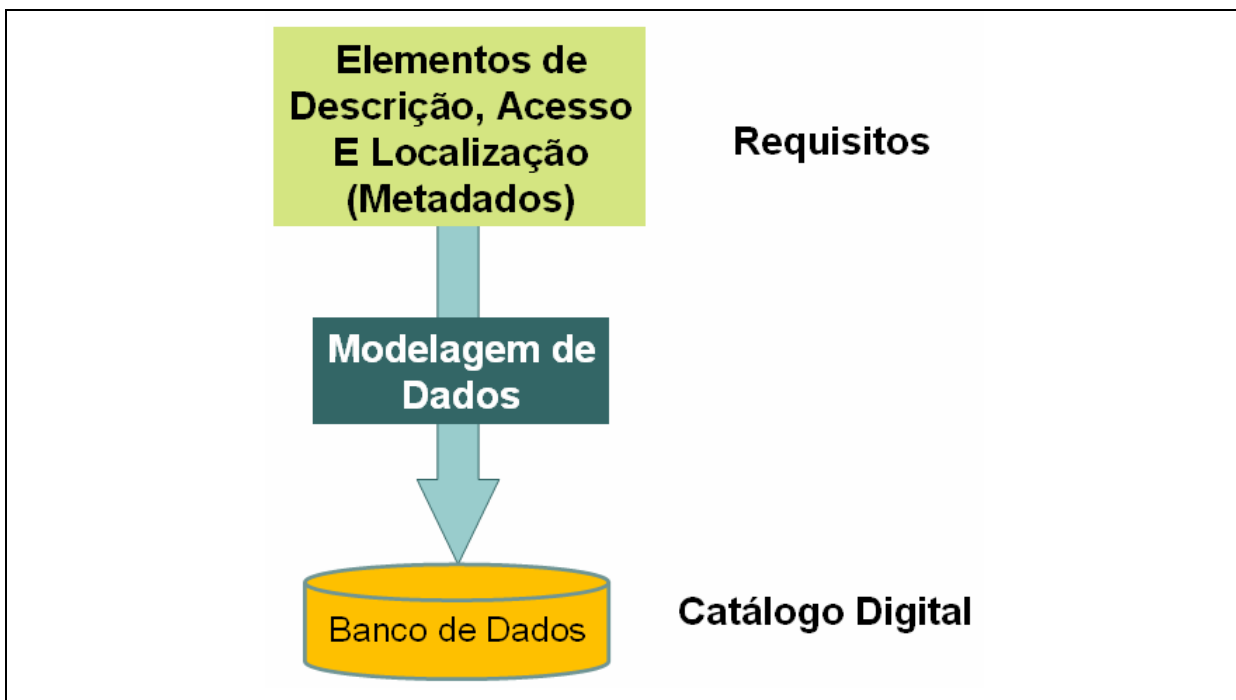 Elementos de
Descrição, Acesso
E Localização
(Metadados)
Requisitos
Modelagem de
Dados
Banco de Dados
Catálogo Digital